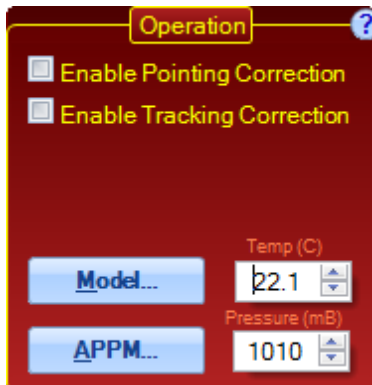 Operation
?
Enable Pointing Correction
Enable Tracking Correction
Temp (C)
Model...
22.1
Pressure (mB)
APPM...
1010